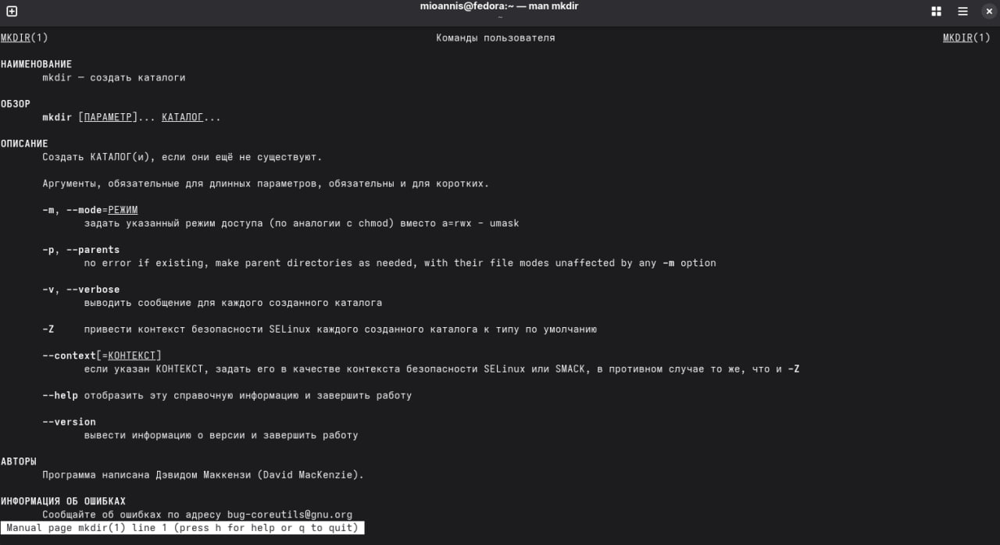 mioannis@fedora:~ — man mkdir
~
MKDIR(1) Команды пользователя MKDIR(1)
НАИМЕНОВАНИЕ
mkdir — создать каталоги
ОБЗОР
mkdir [ПАРАМЕТР]... КАТАЛОГ...
ОПИСАНИЕ
Создать КАТАЛОГ(и), если они ещё не существуют.
Аргументы, обязательные для длинных параметров, обязательны и для коротких.
-m, --mode=РЕЖИМ
задать указанный режим доступа (по аналогии с chmod) вместо a=rwx - umask
-p, --parents
no error if existing, make parent directories as needed, with their file modes unaffected by any -m option
-v, --verbose
выводить сообщение для каждого созданного каталога
-Z привести контекст безопасности SELinux каждого созданного каталога к типу по умолчанию
--context[=КОНТЕКСТ]
если указан КОНТЕКСТ, задать его в качестве контекста безопасности SELinux или SMACK, в противном случае то же, что и -Z
--help отобразить эту справочную информацию и завершить работу
--version
вывести информацию о версии и завершить работу
АВТОРЫ
Программа написана Дэвидом Маккензи (David MacKenzie).
ИНФОРМАЦИЯ ОБ ОШИБКАХ
Сообщайте об ошибках по адресу bug-coreutils@gnu.org
Manual page mkdir(1) line 1 (press h for help or q to quit)